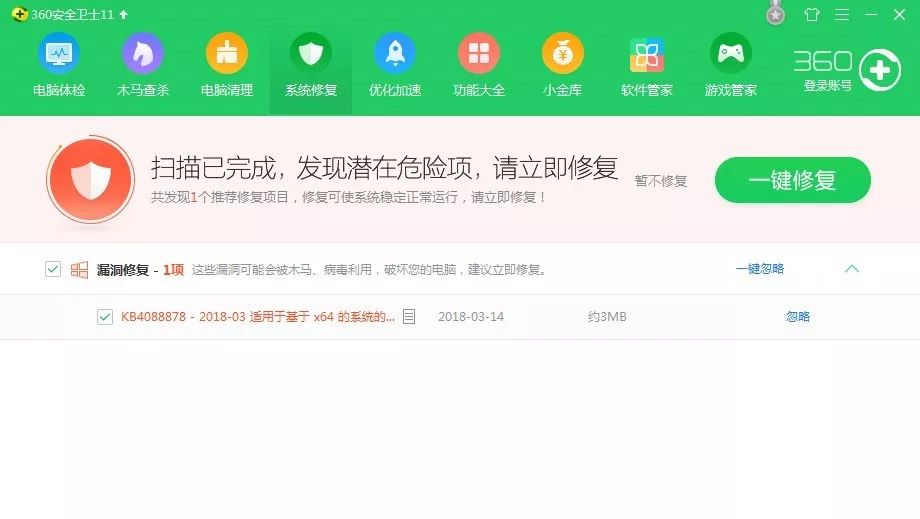 360安全卫士11
电脑体检
木马查杀
电脑清理
系统修复
优化加速
功能大全
小金库
软件管家
游戏管家
360
登录账号
扫描已完成，发现潜在危险项，请立即修复
共发现1个推荐修复项目，修复可使系统稳定正常运行，请立即修复！
暂不修复
一键修复
漏洞修复 - 1项 这些漏洞可能会被木马、病毒利用，破坏您的电脑，建议立即修复。 一键忽略
KB4088878 - 2018-03 适用于基于 x64 的系统的... 2018-03-14 约3MB 忽略